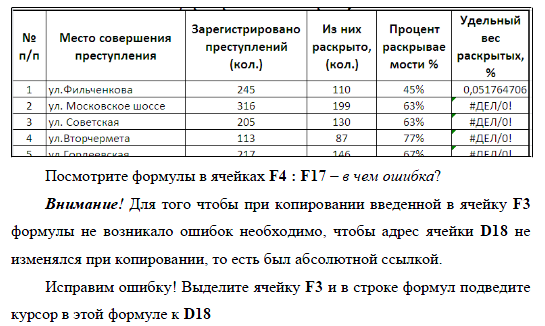 № п/п | Место совершения преступления | Зарегистрировано преступлений (кол.) | Из них раскрыто, (кол.) | Процент раскрывае мости % | Удельный вес раскрытых, %
1 | ул.Фильченкова | 245 | 110 | 45% | 0,051764706
2 | ул. Московское шоссе | 316 | 199 | 63% | #ДЕЛ/0!
3 | ул. Советская | 205 | 130 | 63% | #ДЕЛ/0!
4 | ул.Вторчермета | 113 | 87 | 77% | #ДЕЛ/0!
5 | ул.Гордеевская | 217 | 146 | 67% | #ДЕЛ/0!
Посмотрите формулы в ячейках F4 : F17 – в чем ошибка?
Внимание! Для того чтобы при копировании введенной в ячейку F3
формулы не возникало ошибок необходимо, чтобы адрес ячейки D18 не
изменялся при копировании, то есть был абсолютной ссылкой.
Исправим ошибку! Выделите ячейку F3 и в строке формул подведите
курсор в этой формуле к D18